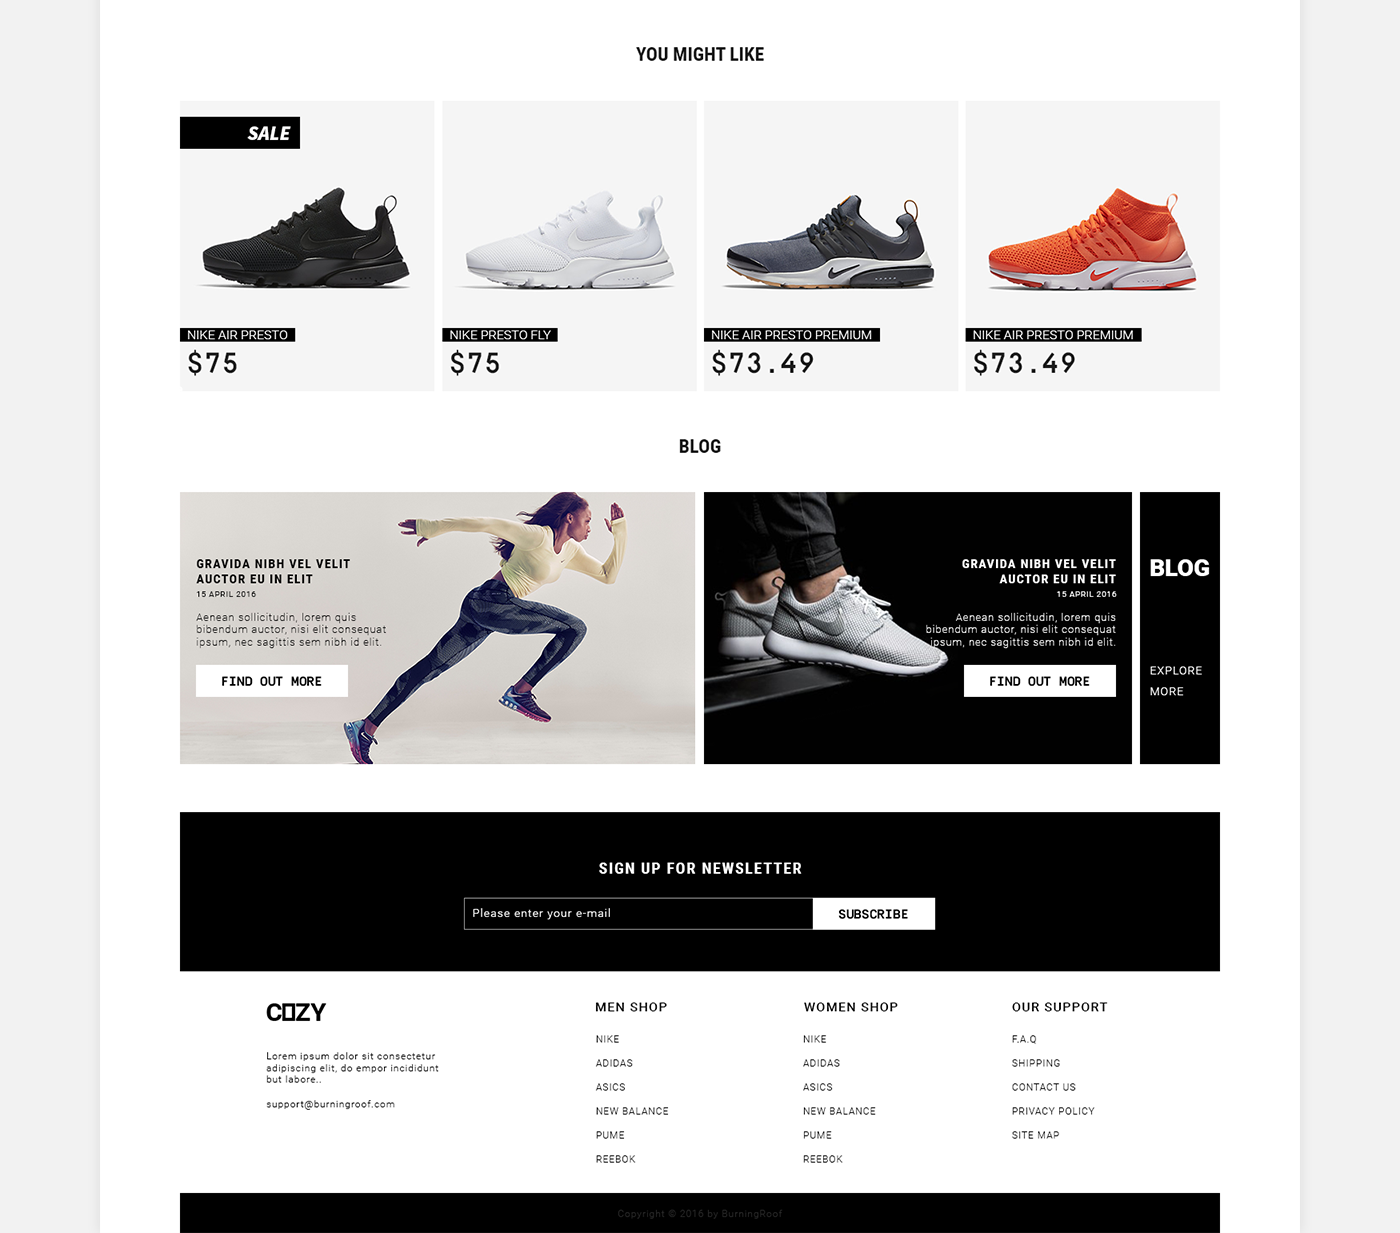 YOU MIGHT LIKE
SALE
NIKE AIR PRESTO
$75
NIKE PRESTO FLY
$75
NIKE AIR PRESTO PREMIUM
$73.49
NIKE AIR PRESTO PREMIUM
$73.49
BLOG
GRAVIDA NIBH VEL VELIT
AUCTOR EU IN ELIT
15 APRIL 2016
Aenean sollicitudin, lorem quis
bibendum auctor, nisi elit consequat
ipsum, nec sagittis sem nibh id elit.
FIND OUT MORE
GRAVIDA NIBH VEL VELIT
AUCTOR EU IN ELIT
15 APRIL 2016
Aenean sollicitudin, lorem quis
bibendum auctor, nisi elit consequat
ipsum, nec sagittis sem nibh id elit.
FIND OUT MORE
BLOG
EXPLORE
MORE
SIGN UP FOR NEWSLETTER
Please enter your e-mail
SUBSCRIBE
COZY
Lorem ipsum dolor sit consectetur
adipiscing elit, do empor incididunt
but labore..
support@burningroof.com
MEN SHOP
NIKE
ADIDAS
ASICS
NEW BALANCE
PUME
REEBOK
WOMEN SHOP
NIKE
ADIDAS
ASICS
NEW BALANCE
PUME
REEBOK
OUR SUPPORT
F.A.Q
SHIPPING
CONTACT US
PRIVACY POLICY
SITE MAP
Copyright © 2016 by BurningRoof